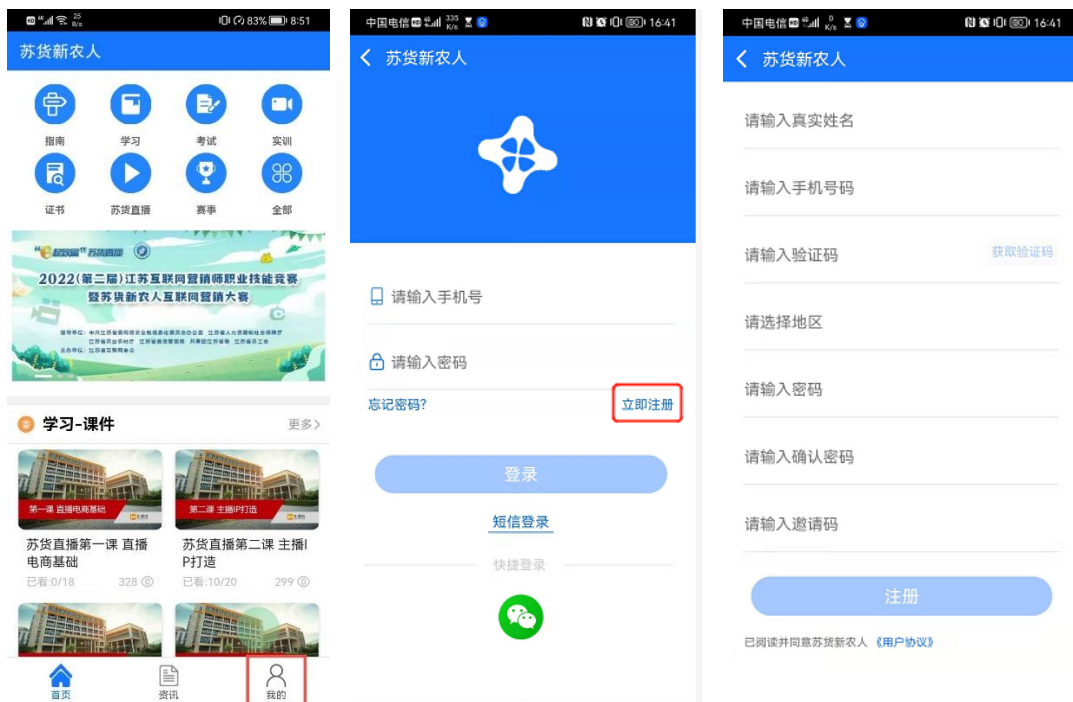 83% 8:51
苏货新农人
指南 学习 考试 实训
证书 苏货直播 赛事 全部
苏货直播
2022(第二届)江苏互联网营销师职业技能竞赛
暨苏货新农人互联网营销大赛
学习-课件
更多>
第一课 直播电商基础
第二课 主播IP打造
苏货直播第一课 直播
电商基础
已看:0/18 328
苏货直播第二课 主播I
P打造
已看:10/20 299
首页 资讯 我的
中国电信 HD 335 K/s 80 16:41
苏货新农人
请输入手机号
请输入密码
忘记密码? 立即注册
登录
短信登录
快捷登录
中国电信 HD 0 K/s 80 16:41
苏货新农人
请输入真实姓名
请输入手机号码
请输入验证码 获取验证码
请选择地区
请输入密码
请输入确认密码
请输入邀请码
注册
已阅读并同意苏货新农人 《用户协议》